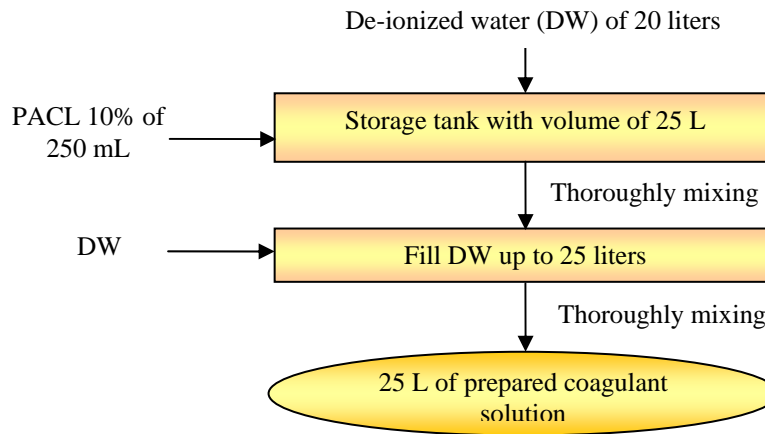 De-ionized water (DW) of 20 liters
PACL 10% of
250 mL
Storage tank with volume of 25 L
Thoroughly mixing
DW
Fill DW up to 25 liters
Thoroughly mixing
25 L of prepared coagulant
solution